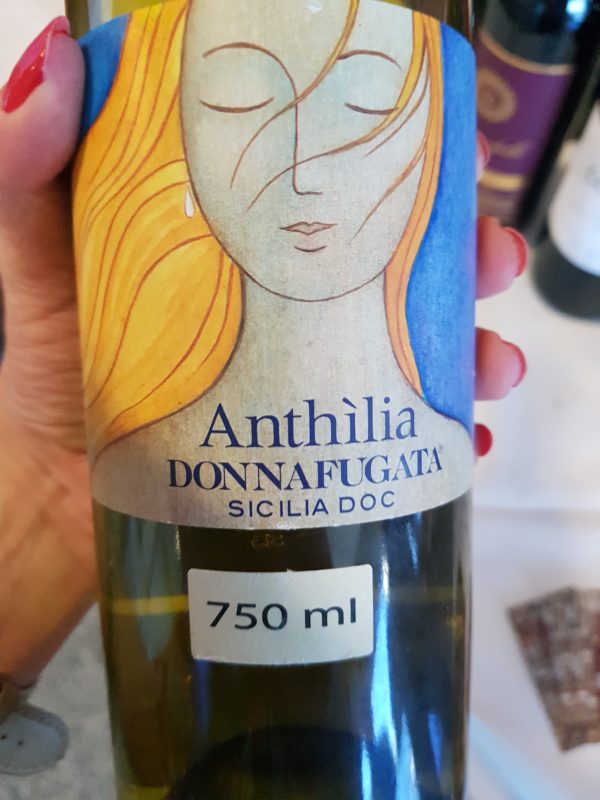 Anthìlia
DONNAFUGATA®
SICILIA DOC
750 ml